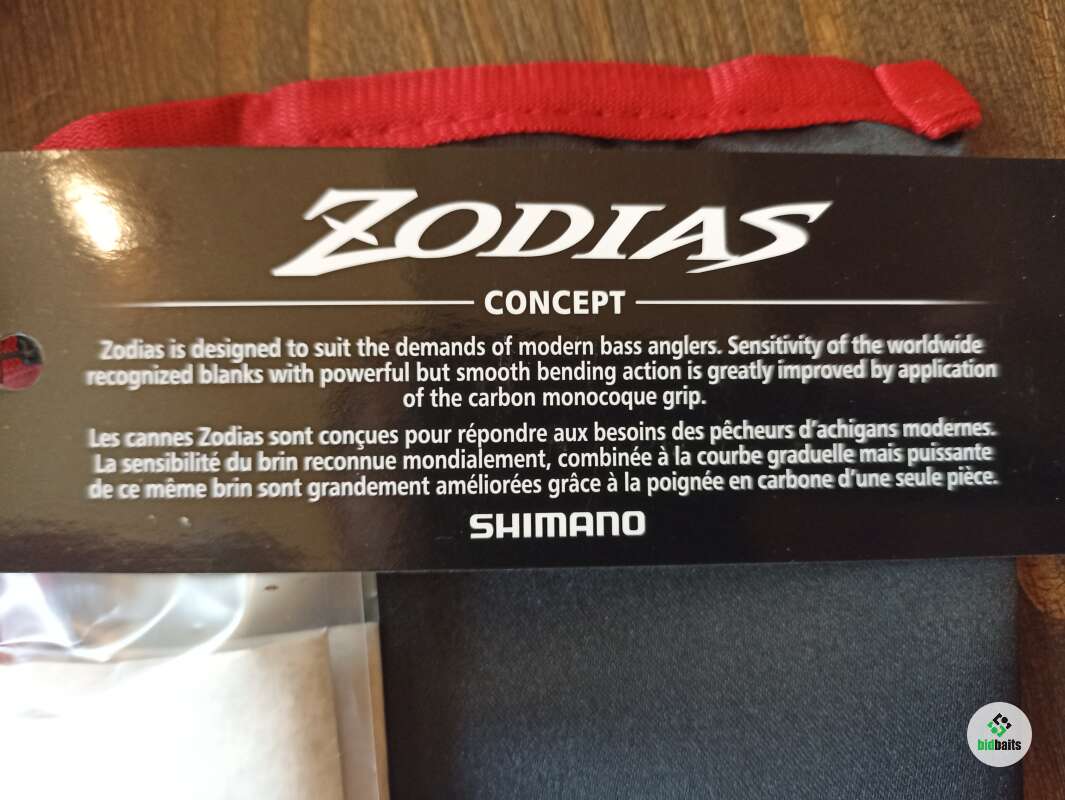 ZODIAS
CONCEPT
Zodias is designed to suit the demands of modern bass anglers. Sensitivity of the worldwide
recognized blanks with powerful but smooth bending action is greatly improved by application
of the carbon monocoque grip.
Les cannes Zodias sont conçues pour répondre aux besoins des pêcheurs d'achigans modernes.
La sensibilité du brin reconnue mondialement, combinée à la courbe graduelle mais puissante
de ce même brin sont grandement améliorées grâce à la poignée en carbone d'une seule pièce.
SHIMANO
bidbaits